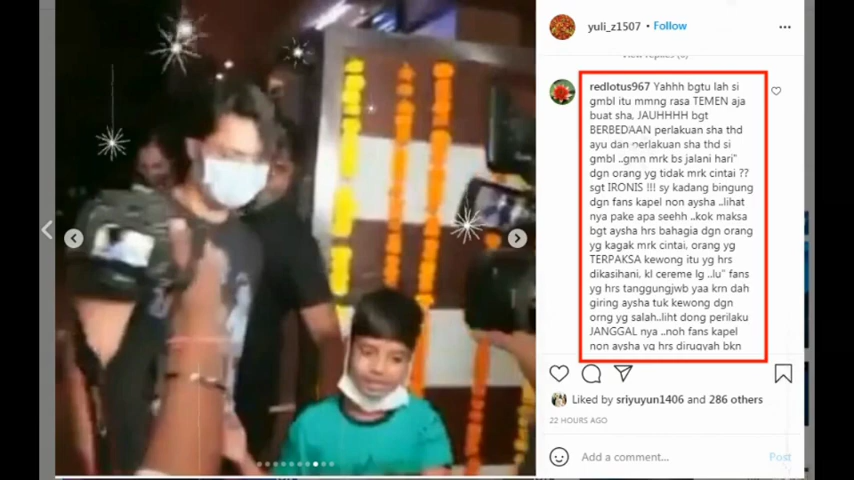 yuli_z1507 • Follow
View replies (6)
redlotus967 Yahhh bgtu lah si
gmbl itu mmng rasa TEMEN aja
buat sha, JAUHHHH bgt
BERBEDAAN perlakuan sha thd
ayu dan perlakuan sha thd si
gmbl ..gmn mrk bs jalani hari"
dgn orang yg tidak mrk cintai ??
sgt IRONIS !!! sy kadang bingung
dgn fans kapel non aysha ..lihat
nya pake apa seehh ..kok maksa
bgt aysha hrs bahagia dgn orang
yg kagak mrk cintai, orang yg
TERPAKSA kewong itu yg hrs
dikasihani, kl cereme lg ..lu" fans
yg hrs tanggungjwb yaa krn dah
giring aysha tuk kewong dgn
orng yg salah..liht dong perilaku
JANGGAL nya ..noh fans kapel
non aysha yg hrs dirugyah bkn
Liked by sriyuyun1406 and 286 others
22 HOURS AGO
Add a comment... Post